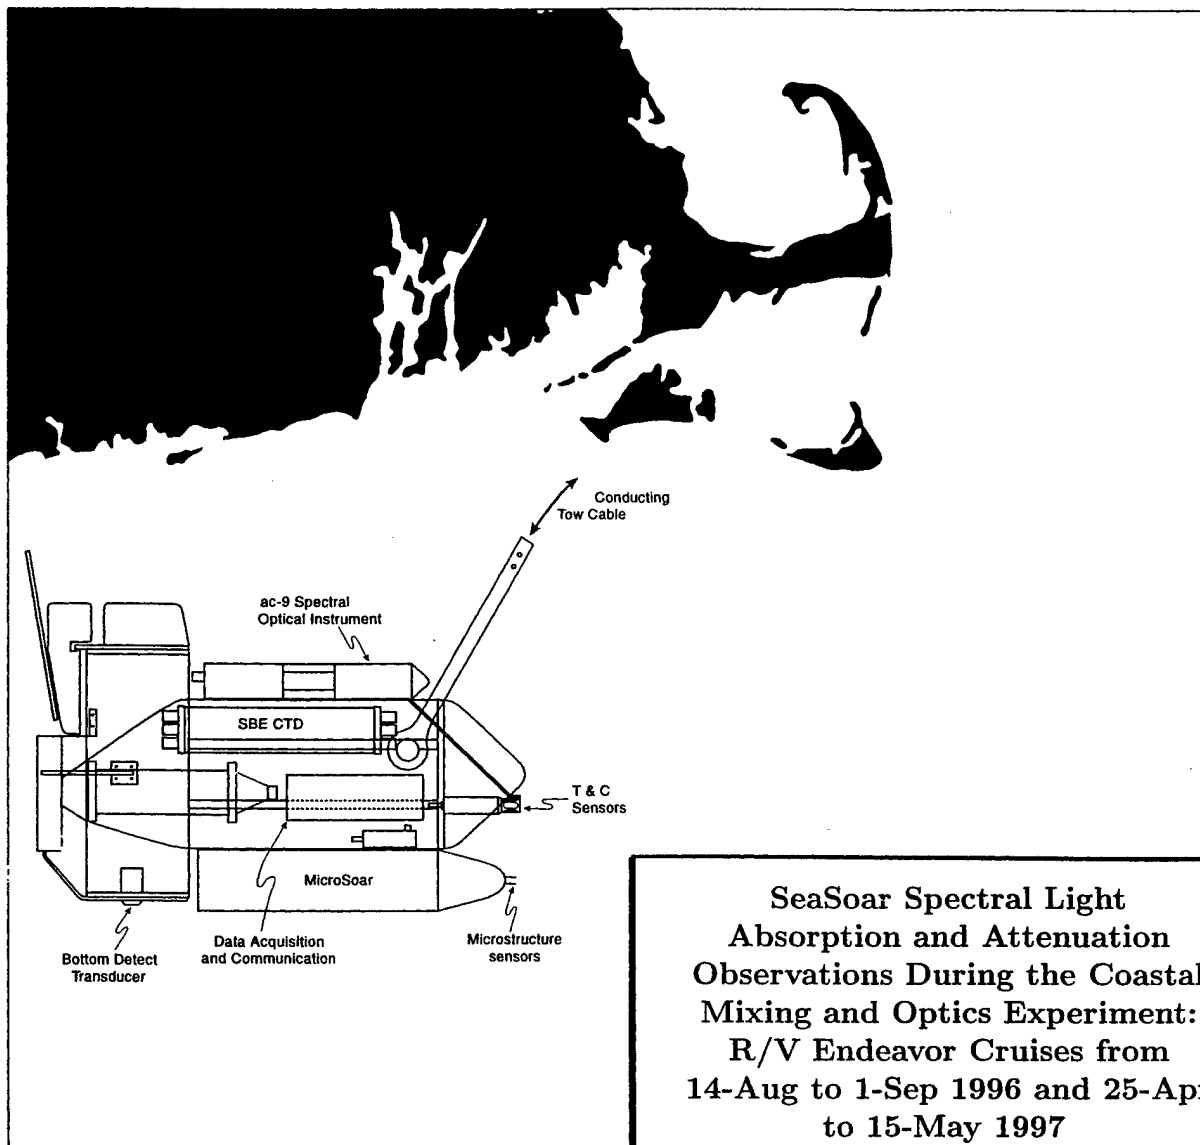 Conducting
Tow Cable
ac-9 Spectral
Optical Instrument
SBE CTD
T & C
Sensors
MicroSoar
Bottom Detect
Transducer
Data Acquisition
and Communication
Microstructure
sensors
SeaSoar Spectral Light
Absorption and Attenuation
Observations During the Coastal
Mixing and Optics Experiment:
R/V Endeavor Cruises from
14-Aug to 1-Sep 1996 and 25-Apr
to 15-May 1997